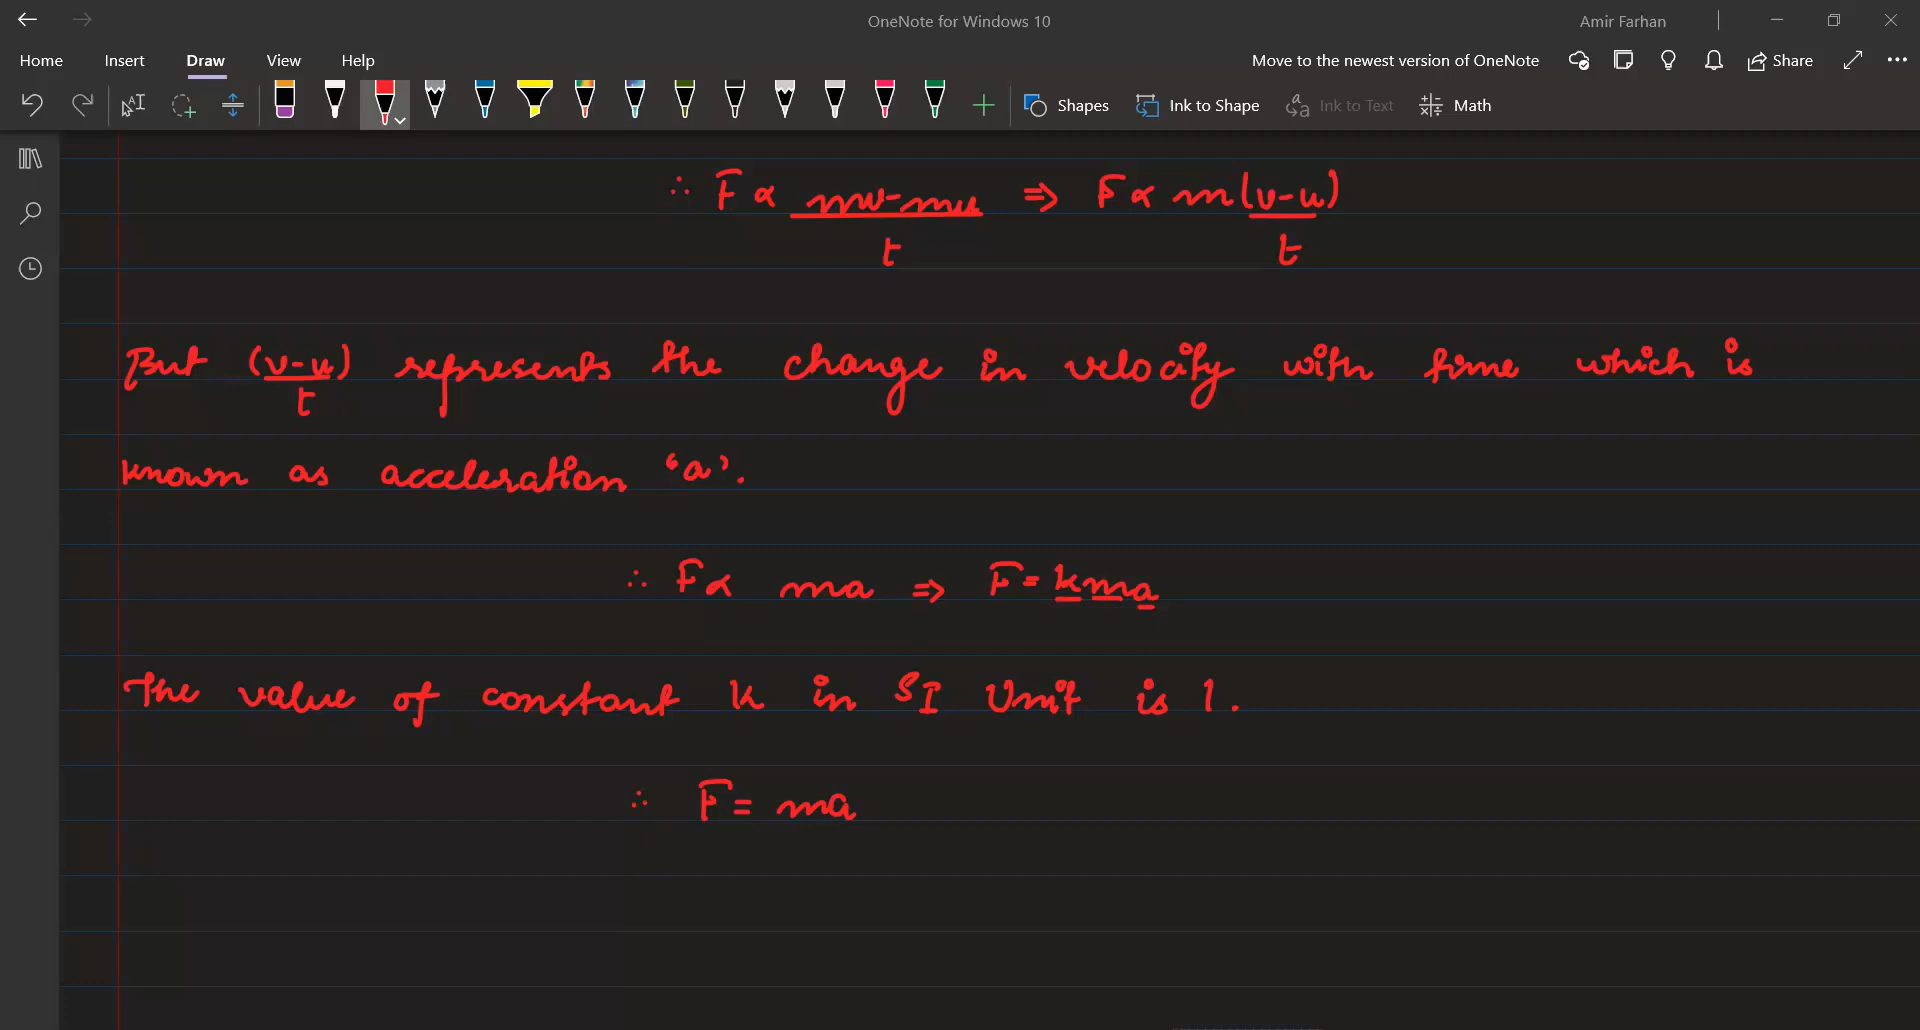 OneNote for Windows 10
Amir Farhan
Home Insert Draw View Help
Move to the newest version of OneNote
Share
Shapes Ink to Shape Ink to Text Math
∴ F ∝ mv-mu ⇒ F ∝ m(v-u)
t t
But (v-u) represents the change in velocity with time which is
t
known as acceleration 'a'.
∴ F ∝ ma ⇒ F = kma
The value of constant k in SI Unit is 1.
∴ F = ma